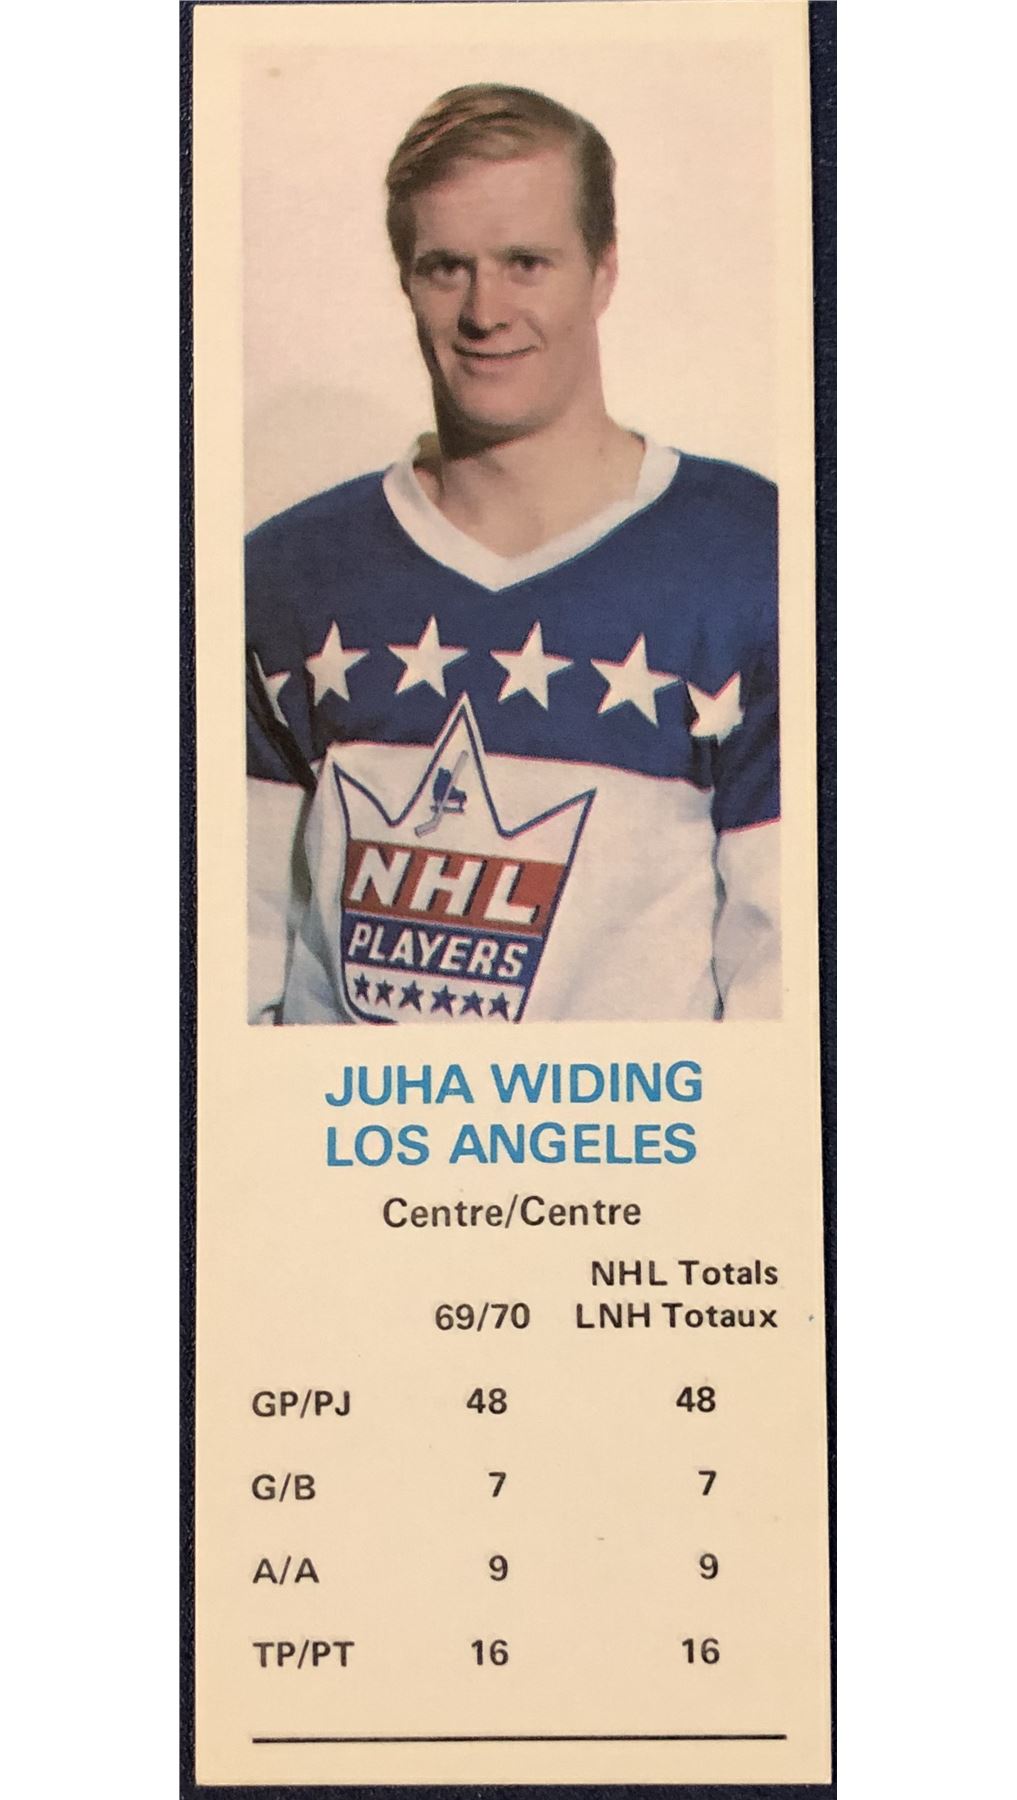 NHL
PLAYERS
JUHA WIDING
LOS ANGELES
Centre/Centre
NHL Totals
69/70 LNH Totaux
GP/PJ 48 48
G/B 7 7
A/A 9 9
TP/PT 16 16